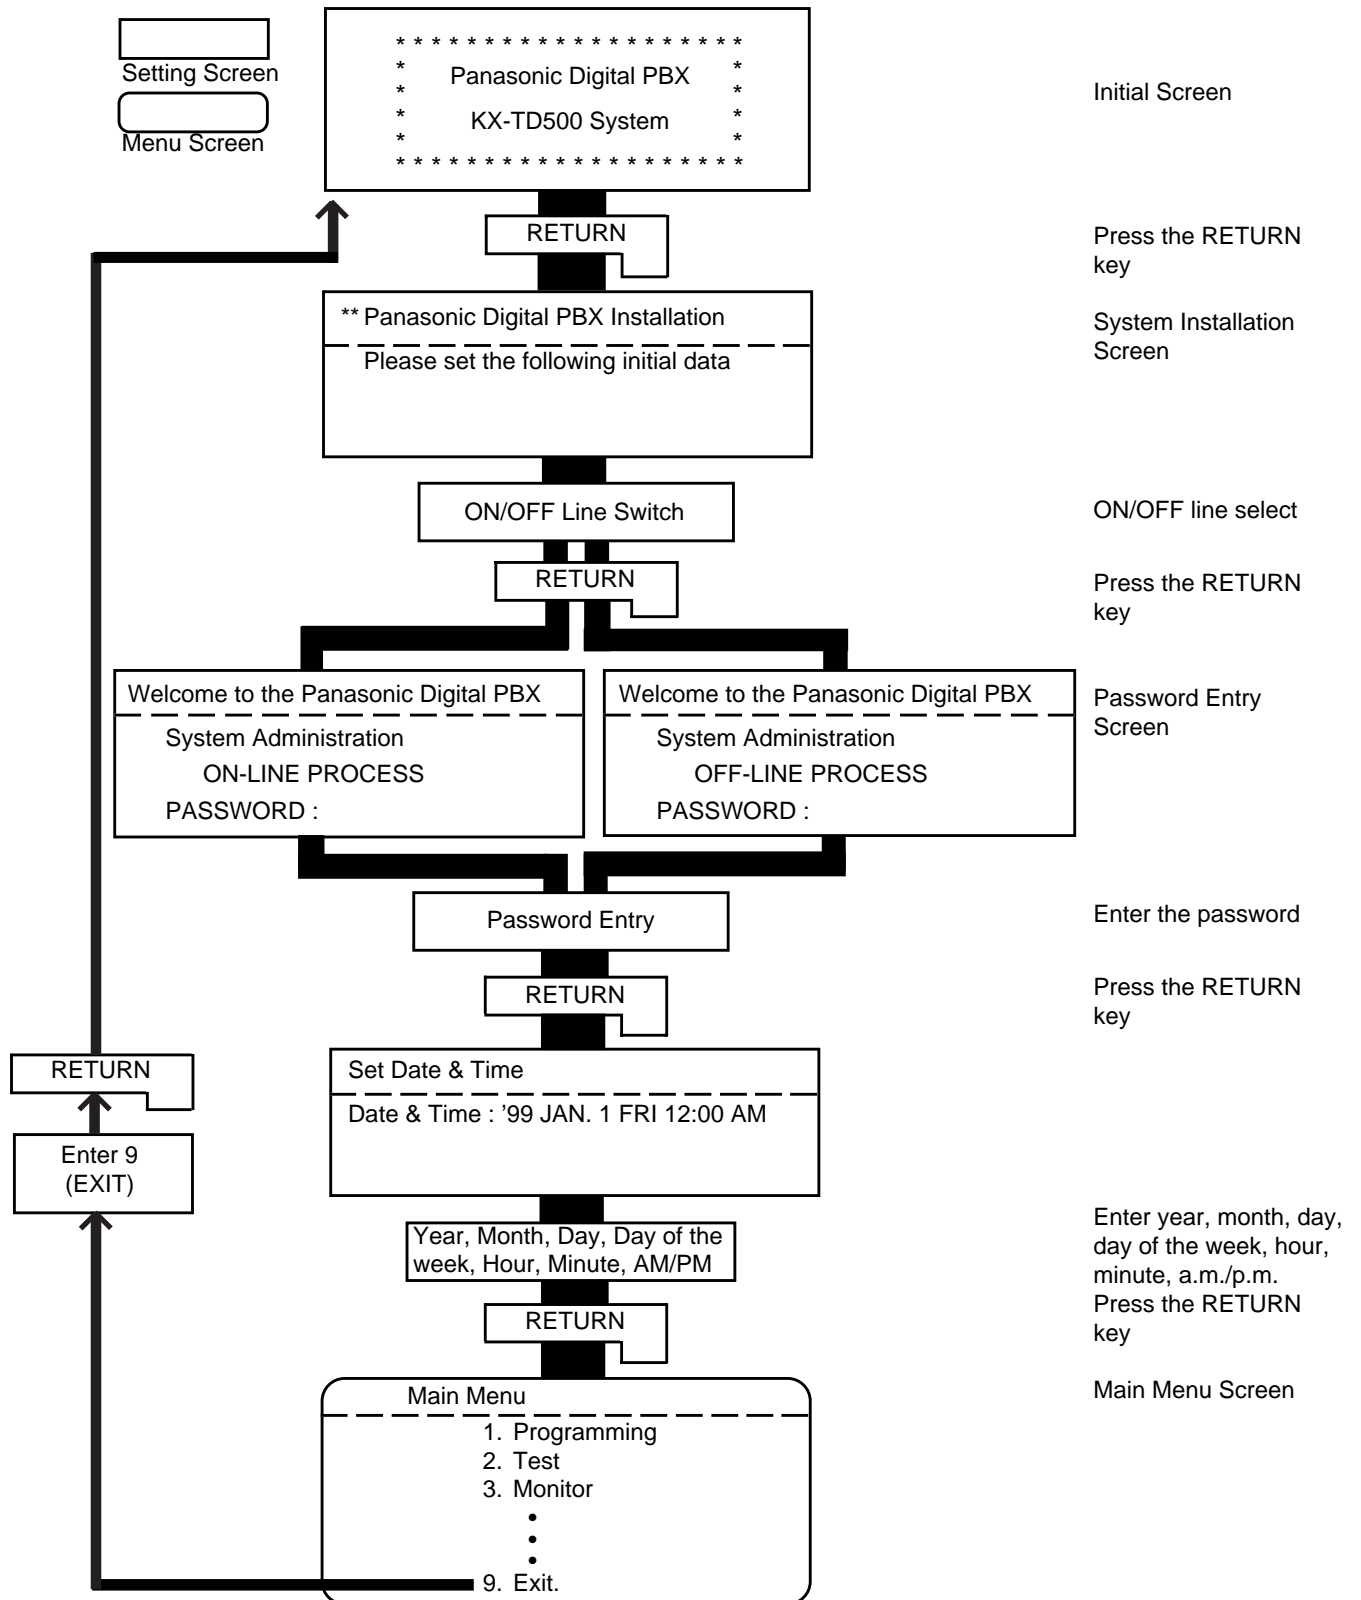 Setting Screen
Menu Screen
* * * * * * * * * * * * * * * * * * * *
* Panasonic Digital PBX *
* *
* KX-TD500 System *
* *
* * * * * * * * * * * * * * * * * * * *
Initial Screen
RETURN
Press the RETURN
key
** Panasonic Digital PBX Installation
Please set the following initial data
System Installation
Screen
ON/OFF Line Switch
ON/OFF line select
RETURN
Press the RETURN
key
Welcome to the Panasonic Digital PBX
System Administration
ON-LINE PROCESS
PASSWORD :
Welcome to the Panasonic Digital PBX
System Administration
OFF-LINE PROCESS
PASSWORD :
Password Entry
Screen
Password Entry
Enter the password
RETURN
Press the RETURN
key
Set Date & Time
Date & Time : ’99 JAN. 1 FRI 12:00 AM
RETURN
Enter 9
(EXIT)
Year, Month, Day, Day of the
week, Hour, Minute, AM/PM
Enter year, month, day,
day of the week, hour,
minute, a.m./p.m.
RETURN
Press the RETURN
key
Main Menu
1. Programming
2. Test
3. Monitor
•
•
•
9. Exit.
Main Menu Screen